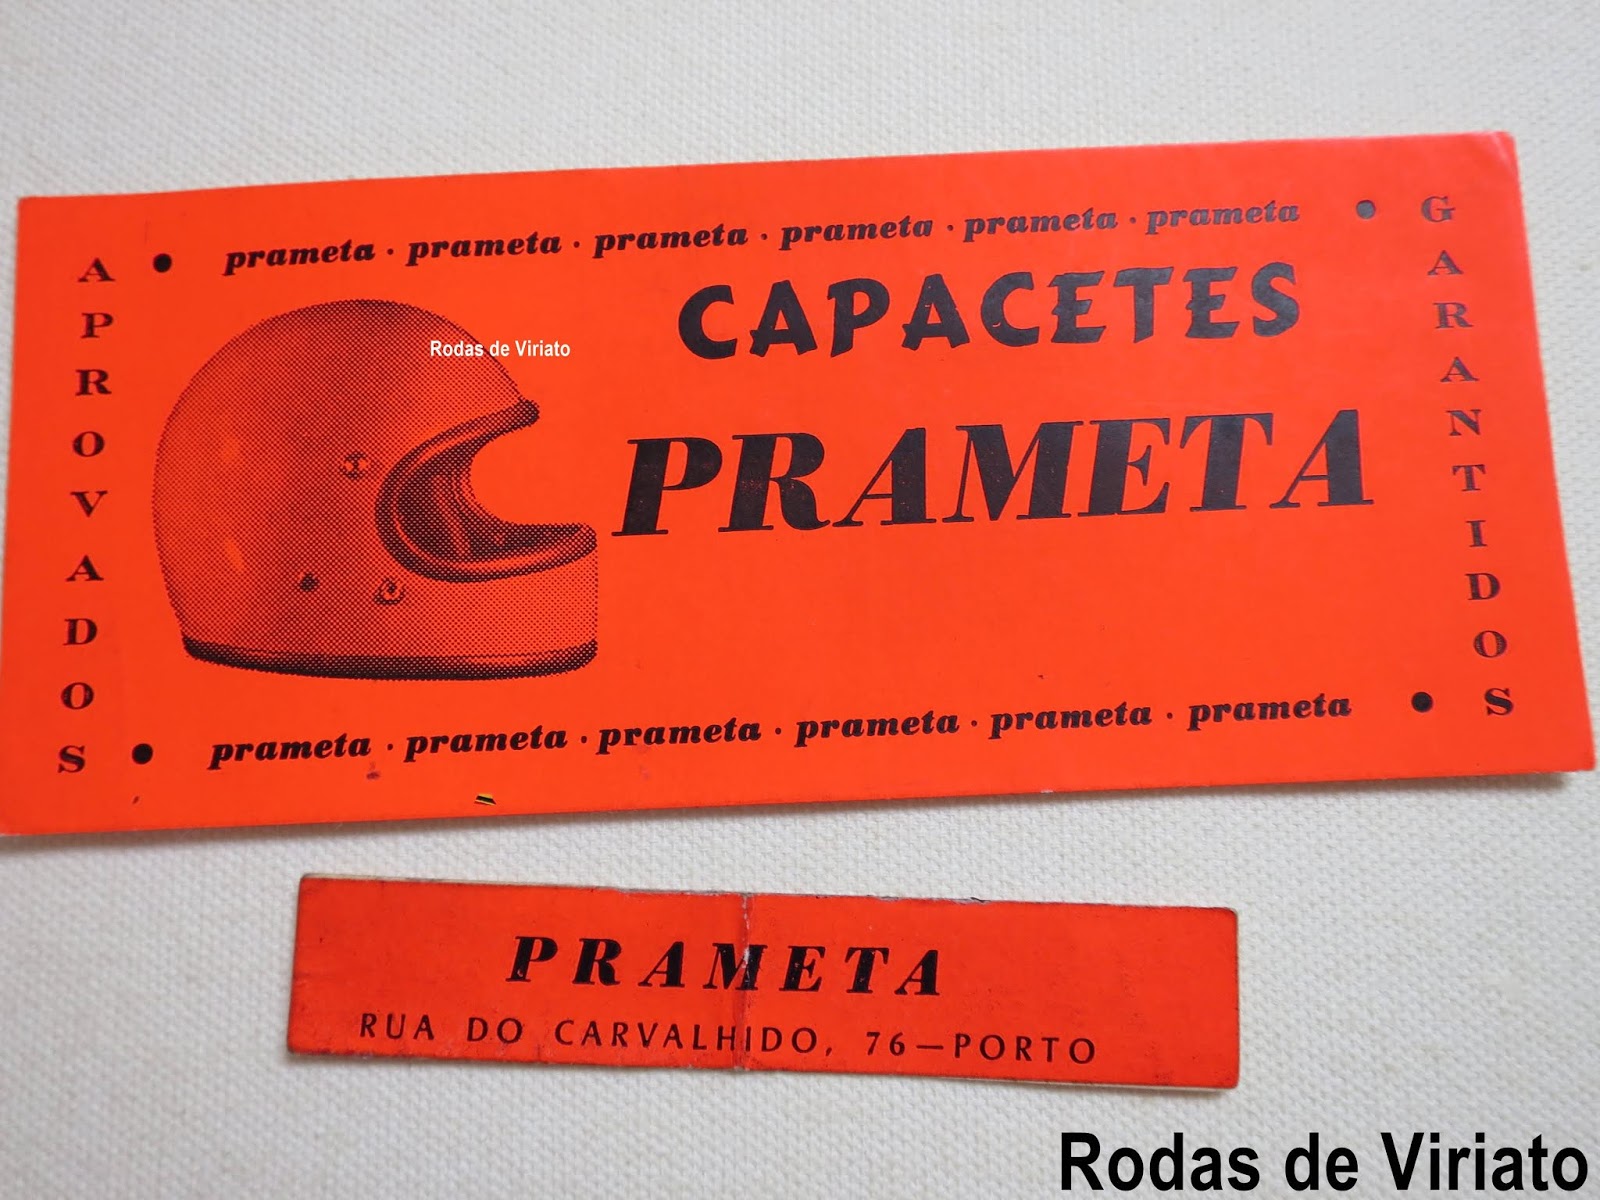 prameta · prameta · prameta · prameta · prameta · prameta
APROVADOS
GARANTIDOS
CAPACETES
Rodas de Viriato
PRAMETA
prameta · prameta · prameta · prameta · prameta · prameta
PRAMETA
RUA DO CARVALHIDO, 76—PORTO
Rodas de Viriato